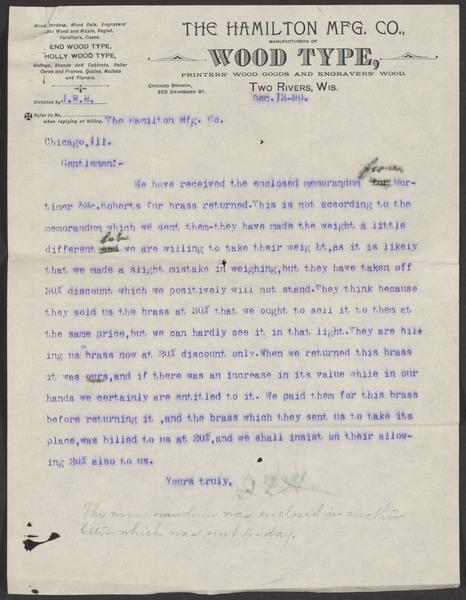 THE HAMILTON MFG. CO.,
MANUFACTURERS OF
WOOD TYPE,
PRINTERS' WOOD GOODS AND ENGRAVERS' WOOD,
TWO RIVERS, WIS.
Wood Rule, Engravers'
Wood and Maple, Reglet,
Furniture, Cases,
END WOOD TYPE,
HOLLY WOOD TYPE,
Galleys, Stands and Cabinets, Roller
Cores and Frames, Quoins, Mallets
and Planers.
CHICAGO BRANCH,
259 DEARBORN ST.
Dec. 13-90.
Dictated by J.E.H.
Refer to No.
when replying or billing.
The Hamilton Mfg. Co.
Chicago, Ill.
Gentlemen:-
We have received the enclosed memorandum from for Mor-
timer &Mc.Roberts for brass returned.This is not according to the
memorandum which we sent them-they have made the weight a little
different and but we are willing to take their weig ht,as it is likely
that we made a slight mistake in weighing,but they have taken off
30% discount which we positively will not stand.They think because
they sold us the brass at 30% that we ought to sell it to them at
the same price,but we can hardly see it in that light.They are bil-
ing us brass now at 20% discount only.When we returned this brass
it was ours,and if there was an increase in its value while in our
hands we certainly are entitled to it. We paid them for this brass
before returning it ,and the brass which they sent us to take its
place,was billed to us at 20%,and we shall insist on their allow-
ing 20% also to us.
Yours truly,
The memorandum was enclosed in another
letter which was sent to-day.